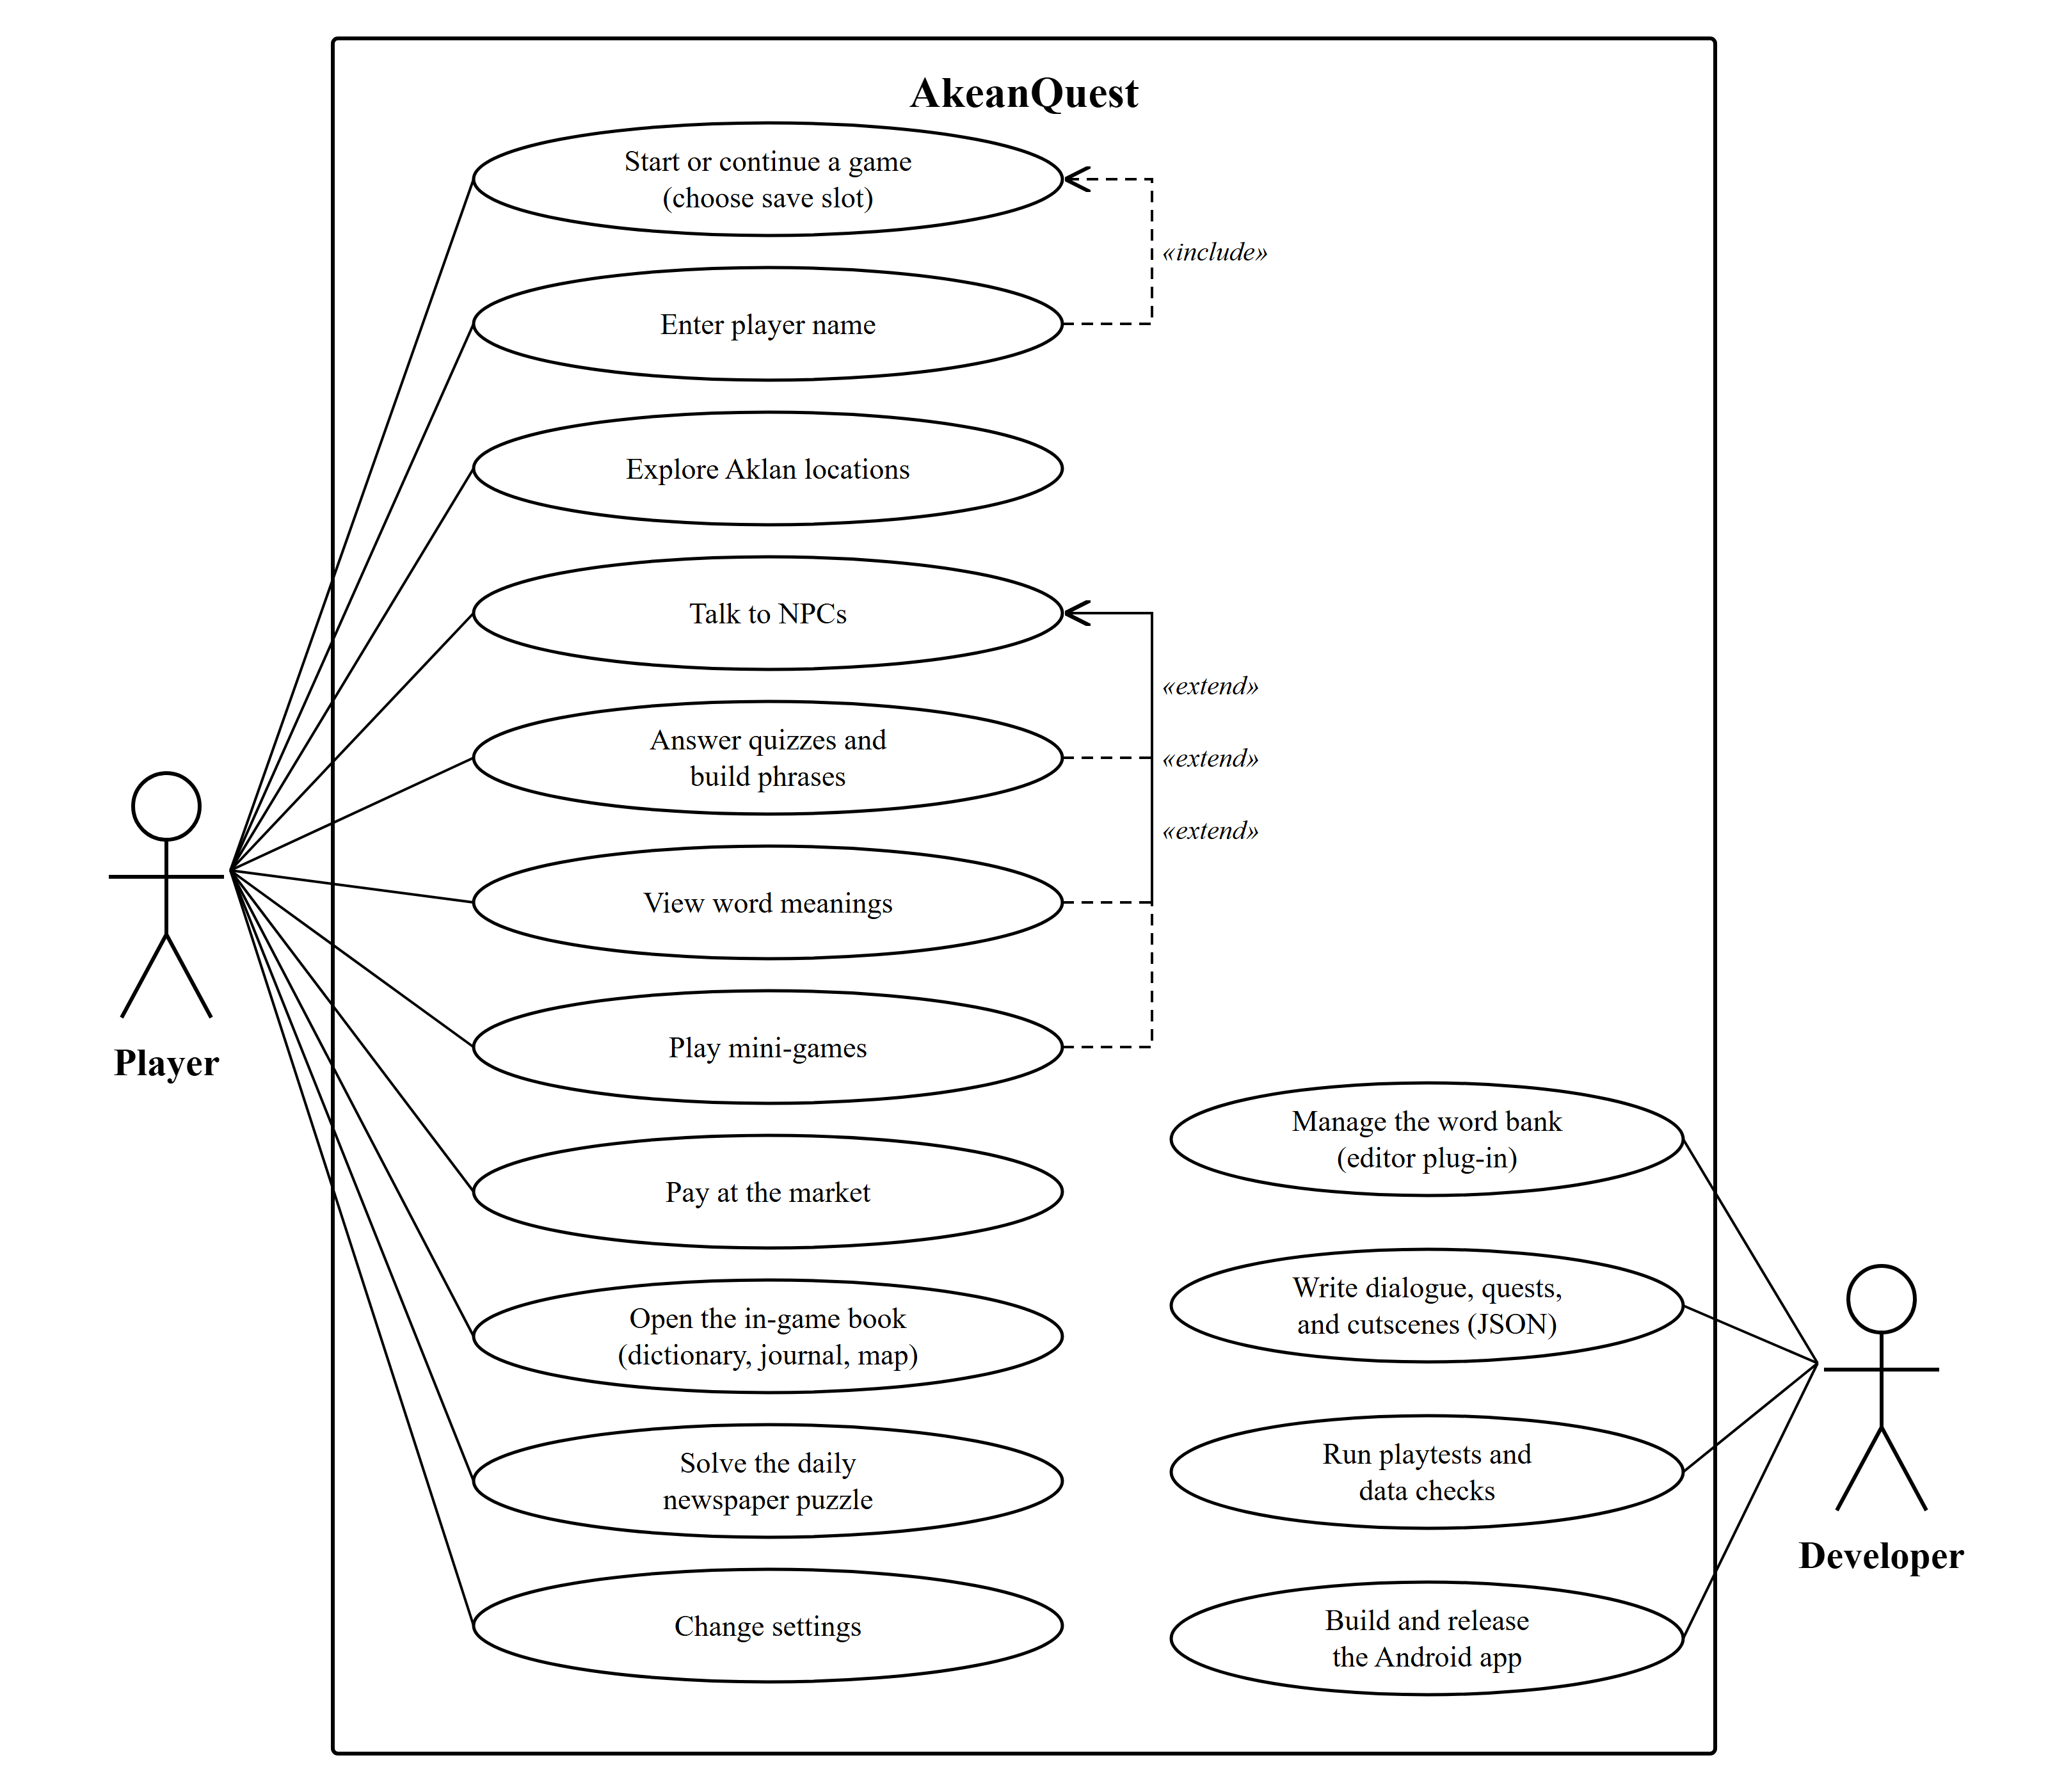 AkeanQuest
Start or continue a game
(choose save slot)
«include»
Enter player name
Explore Aklan locations
Talk to NPCs
«extend»
Answer quizzes and
build phrases
«extend»
«extend»
View word meanings
Play mini-games
Player
Pay at the market
Open the in-game book
(dictionary, journal, map)
Solve the daily
newspaper puzzle
Change settings
Manage the word bank
(editor plug-in)
Write dialogue, quests,
and cutscenes (JSON)
Run playtests and
data checks
Build and release
the Android app
Developer